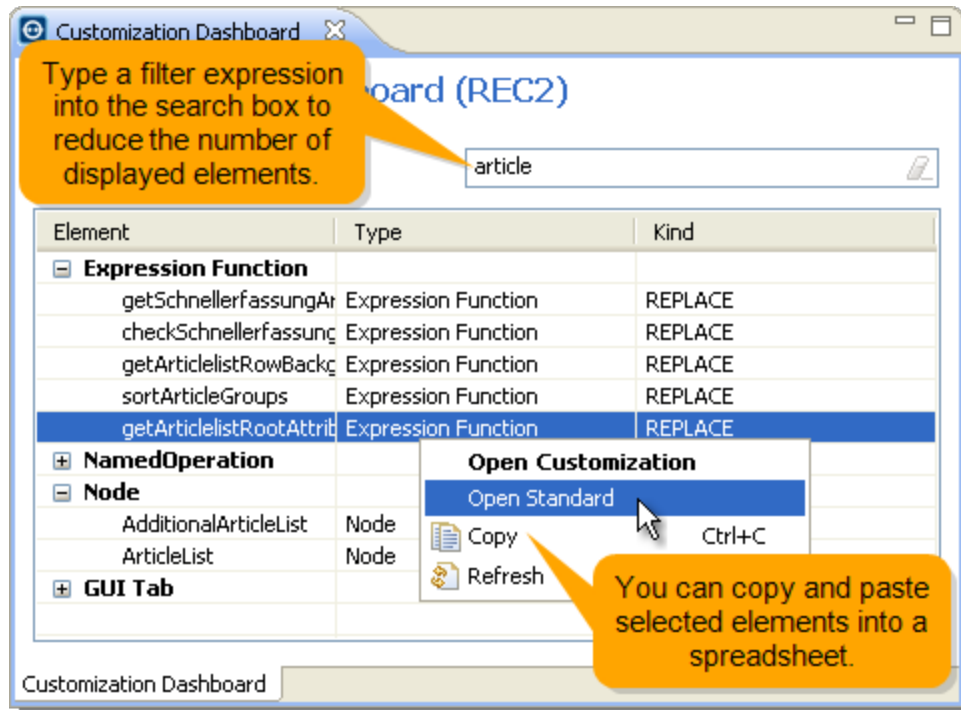 Customization Dashboard
Type a filter expression
into the search box to
reduce the number of
displayed elements.
oard (REC2)
article
Element Type Kind
Expression Function
getSchnellerfassungAr Expression Function REPLACE
checkSchnellerfassung Expression Function REPLACE
getArticlelistRowBackg Expression Function REPLACE
sortArticleGroups Expression Function REPLACE
getArticlelistRootAttrib Expression Function REPLACE
NamedOperation
Open Customization
Node
Open Standard
AdditionalArticleList Node
Copy Ctrl+C
ArticleList Node
Refresh
GUI Tab
You can copy and paste
selected elements into a
spreadsheet.
Customization Dashboard